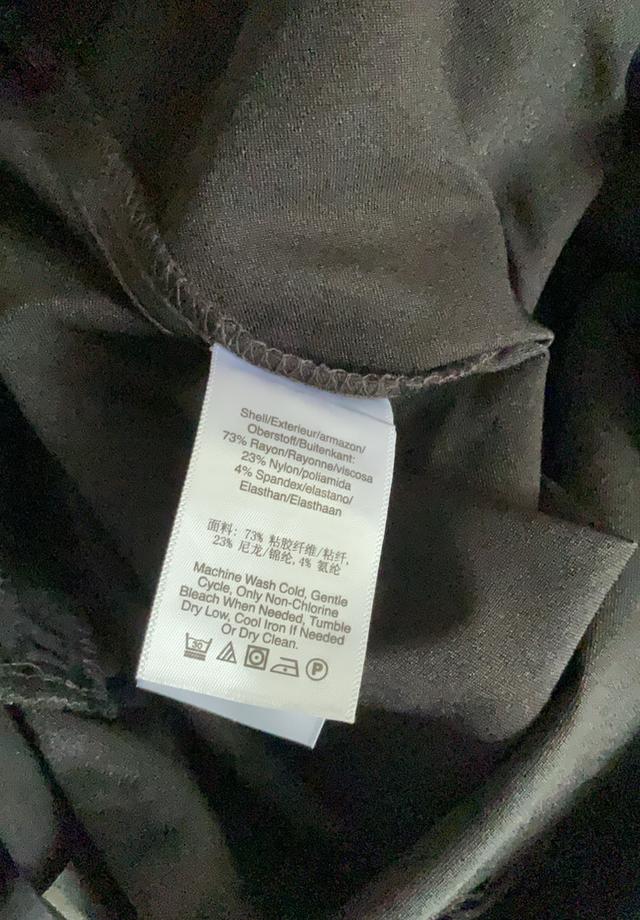 Shell/Exterieur/armazon/
Oberstoff/Buitenkant:
73% Rayon/Rayonne/viscosa
23% Nylon/poliamida
4% Spandex/elastano/
Elasthan/Elasthaan
面料: 73% 粘胶纤维/粘纤,
23% 尼龙/锦纶, 4% 氨纶
Machine Wash Cold, Gentle
Cycle, Only Non-Chlorine
Bleach When Needed, Tumble
Dry Low, Cool Iron If Needed
Or Dry Clean.
30 P